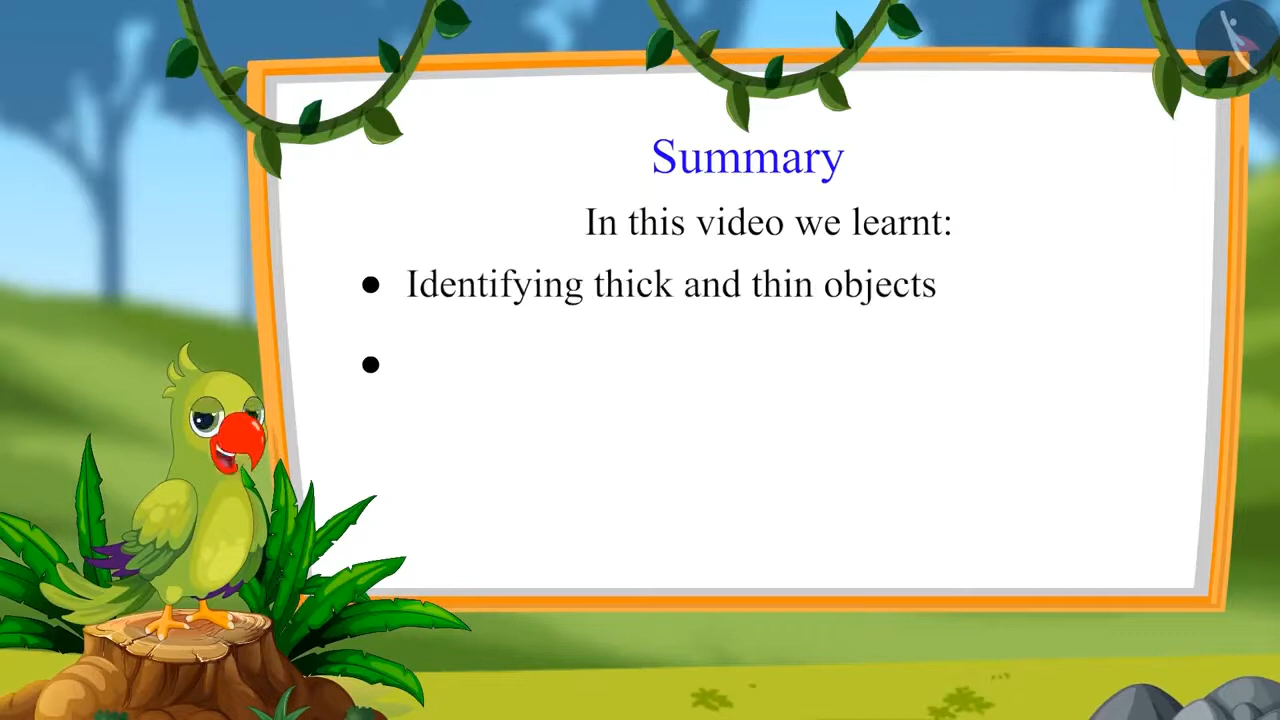 Summary
In this video we learnt:
● Identifying thick and thin objects
●